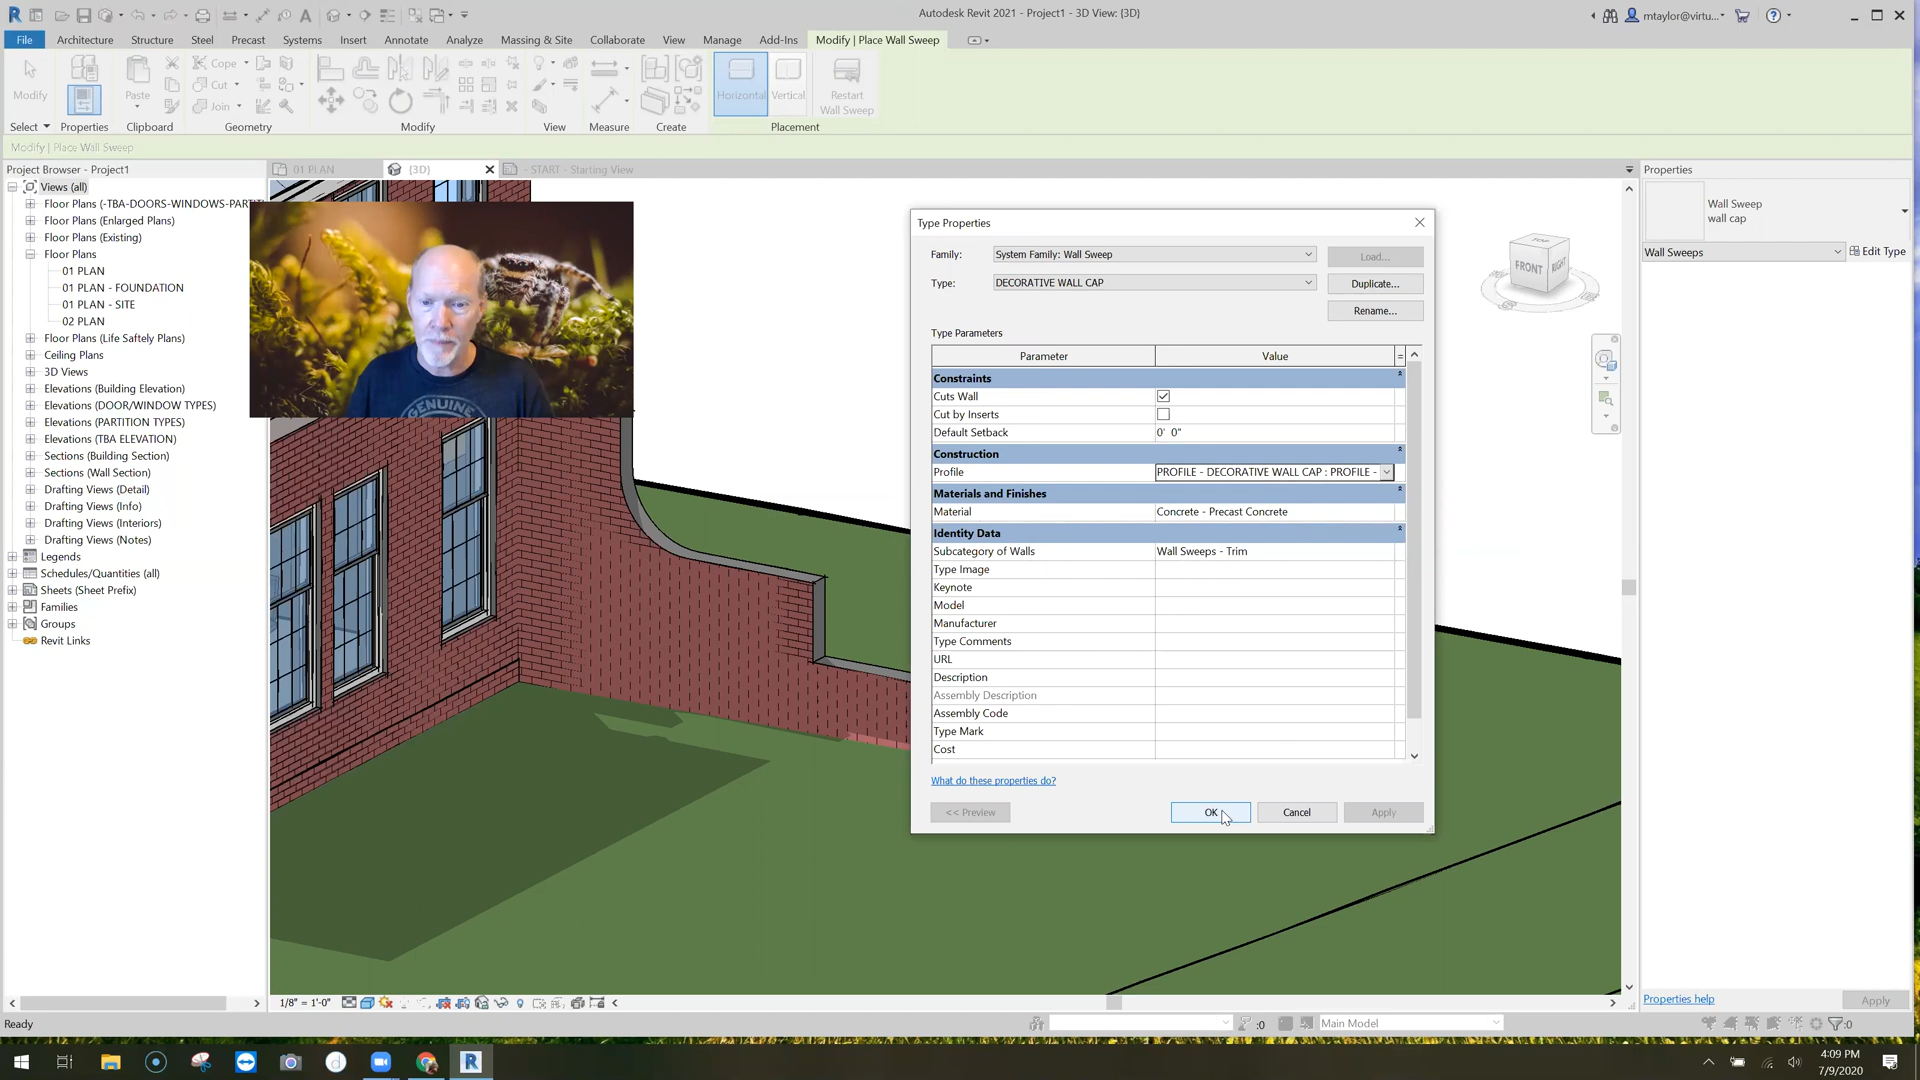 Autodesk Revit 2021 - Project1 - 3D View: {3D}
mtaylor@virtu...
File Architecture Structure Steel Precast Systems Insert Annotate Analyze Massing & Site Collaborate View Manage Add-Ins Modify | Place Wall Sweep
Modify
Paste
Cope
Cut
Join
Horizontal
Vertical
Restart
Wall Sweep
Select Properties Clipboard Geometry Modify View Measure Create Placement
Modify | Place Wall Sweep
Project Browser - Project1
Views (all)
Floor Plans (-TBA-DOORS-WINDOWS-PARTIT
Floor Plans (Enlarged Plans)
Floor Plans (Existing)
Floor Plans
01 PLAN
01 PLAN - FOUNDATION
01 PLAN - SITE
02 PLAN
Floor Plans (Life Saftely Plans)
Ceiling Plans
3D Views
Elevations (Building Elevation)
Elevations (DOOR/WINDOW TYPES)
Elevations (PARTITION TYPES)
Elevations (TBA ELEVATION)
Sections (Building Section)
Sections (Wall Section)
Drafting Views (Detail)
Drafting Views (Info)
Drafting Views (Interiors)
Drafting Views (Notes)
Legends
Schedules/Quantities (all)
Sheets (Sheet Prefix)
Families
Groups
Revit Links
01 PLAN
{3D}
START - Starting View
GENUINE
Type Properties
Family: System Family: Wall Sweep Load...
Type: DECORATIVE WALL CAP Duplicate...
Rename...
Type Parameters
Parameter Value =
Constraints
Cuts Wall
Cut by Inserts
Default Setback 0' 0"
Construction
Profile PROFILE - DECORATIVE WALL CAP : PROFILE -
Materials and Finishes
Material Concrete - Precast Concrete
Identity Data
Subcategory of Walls Wall Sweeps - Trim
Type Image
Keynote
Model
Manufacturer
Type Comments
URL
Description
Assembly Description
Assembly Code
Type Mark
Cost
What do these properties do?
<< Preview OK Cancel Apply
TOP
FRONT
RIGHT
Properties
Wall Sweep
wall cap
Wall Sweeps Edit Type
Properties help Apply
1/8" = 1'-0"
Ready
:0
Main Model
:0
4:09 PM
7/9/2020